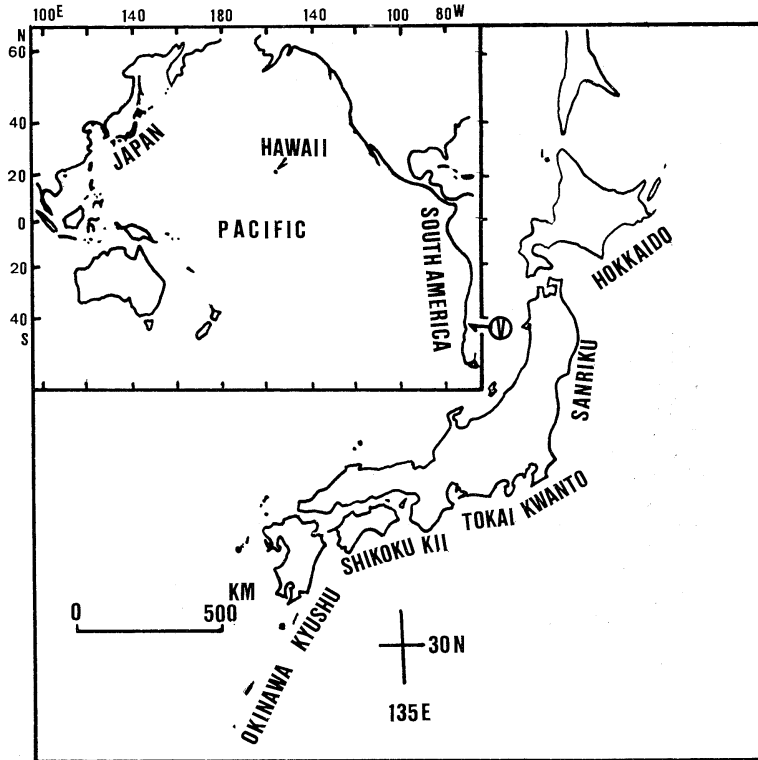 100E 140 180 140 100 80W
N
60
40
20
0
20
40
S
JAPAN
HAWAII
PACIFIC
SOUTH AMERICA
V
HOKKAIDO
SANRIKU
TOKAI KWANTO
SHIKOKU KII
KM
0 500
OKINAWA KYUSHU
30N
135E